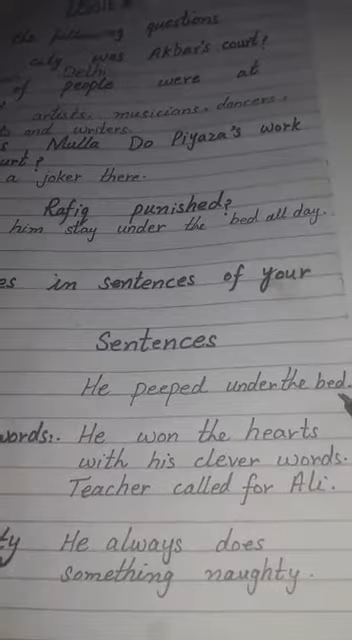 the following questions
city was Akbar's court?
Delhi
of people were at
artists, musicians, dancers,
and writers.
Mulla Do Piyaza's work
a joker there.
Rafiq punished?
him stay under the bed all day.
in sentences of your
Sentences
He peeped under the bed.
words:. He won the hearts
with his clever words.
Teacher called for Ali.
He always does
something naughty.